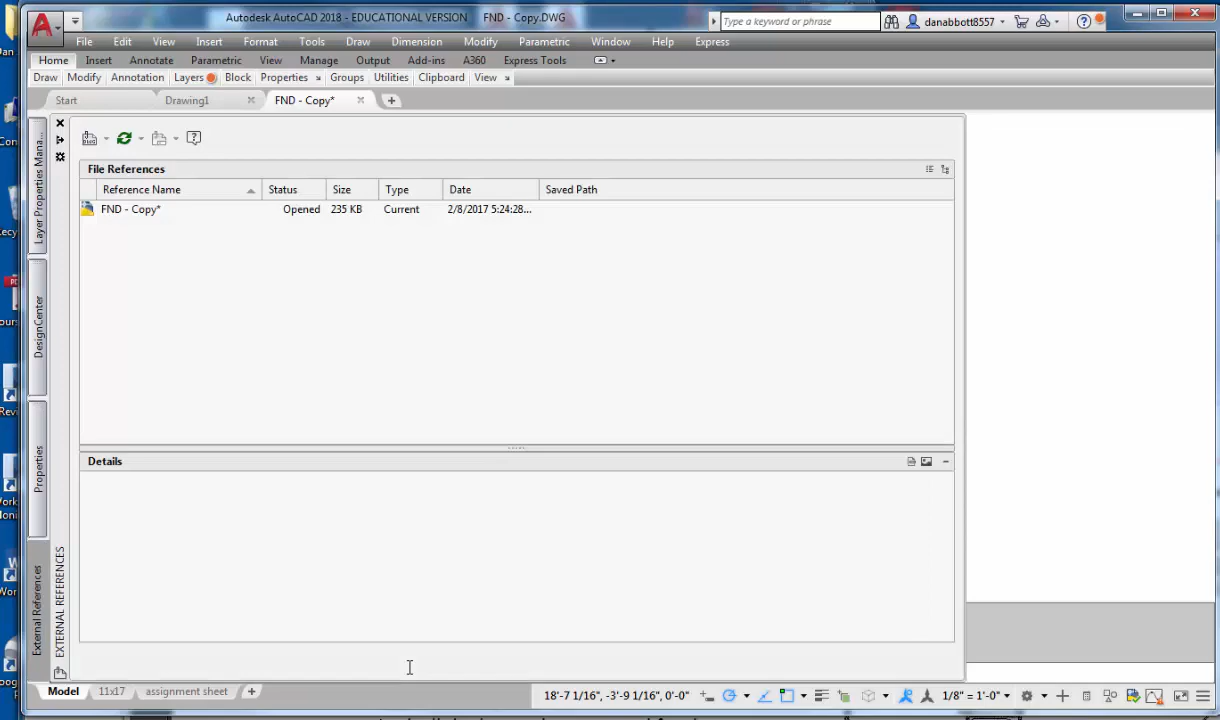 Autodesk AutoCAD 2018 - EDUCATIONAL VERSION FND - Copy.DWG Type a keyword or phrase danabbott8557
File Edit View Insert Format Tools Draw Dimension Modify Parametric Window Help Express
Home Insert Annotate Parametric View Manage Output Add-ins A360 Express Tools
Draw Modify Annotation Layers Block Properties Groups Utilities Clipboard View
Start Drawing1 FND - Copy*
File References
Reference Name Status Size Type Date Saved Path
FND - Copy* Opened 235 KB Current 2/8/2017 5:24:28...
Details
Layer Properties Mana...
DesignCenter
Properties
External References
EXTERNAL REFERENCES
Model 11x17 assignment sheet
18'-7 1/16", -3'-9 1/16", 0'-0" 1/8" = 1'-0"
Dan